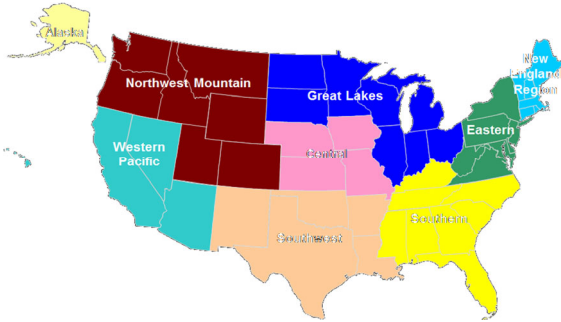 Alaska
New
England
Region
Northwest Mountain
Great Lakes
Eastern
Western
Pacific
Central
Southern
Southwest